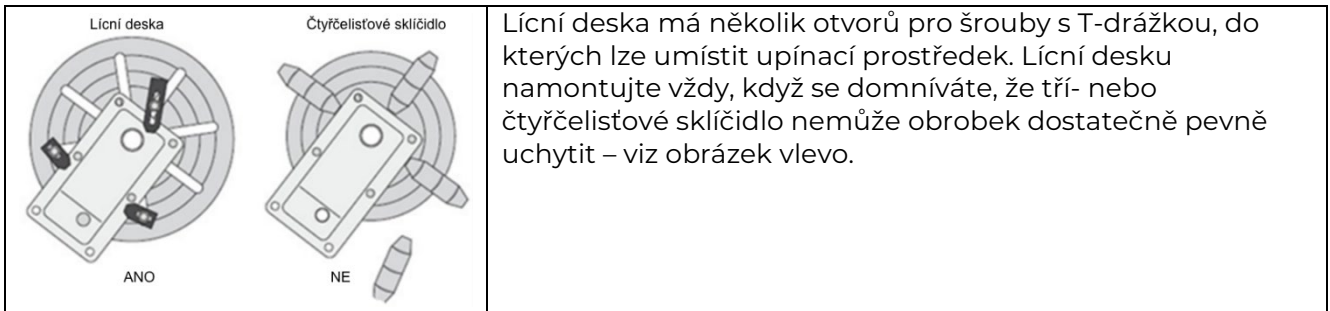 Lícní deska
Čtyřčelisťové sklíčidlo
ANO
NE
Lícní deska má několik otvorů pro šrouby s T-drážkou, do
kterých lze umístit upínací prostředek. Lícní desku
namontujte vždy, když se domníváte, že tří- nebo
čtyřčelisťové sklíčidlo nemůže obrobek dostatečně pevně
uchytit – viz obrázek vlevo.